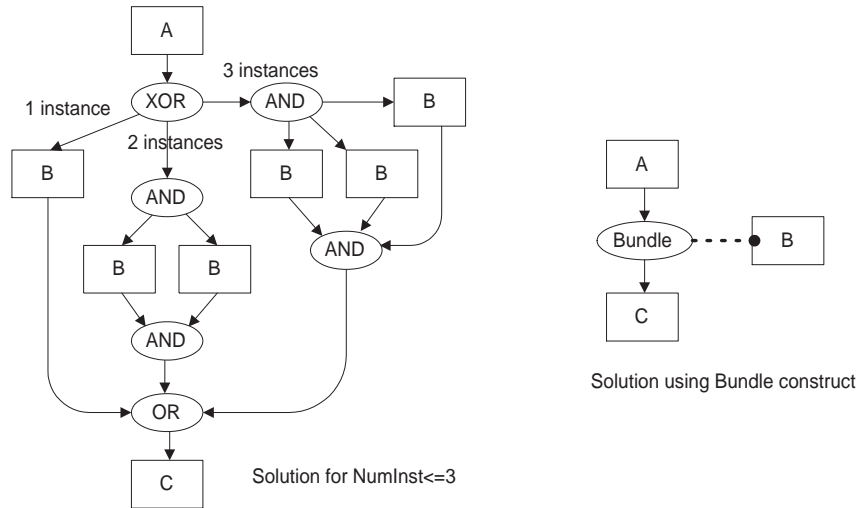 A
3 instances
XOR
AND
B
1 instance
2 instances
B
B
B
AND
AND
B
B
AND
OR
C
Solution for NumInst<=3
A
Bundle
B
C
Solution using Bundle construct